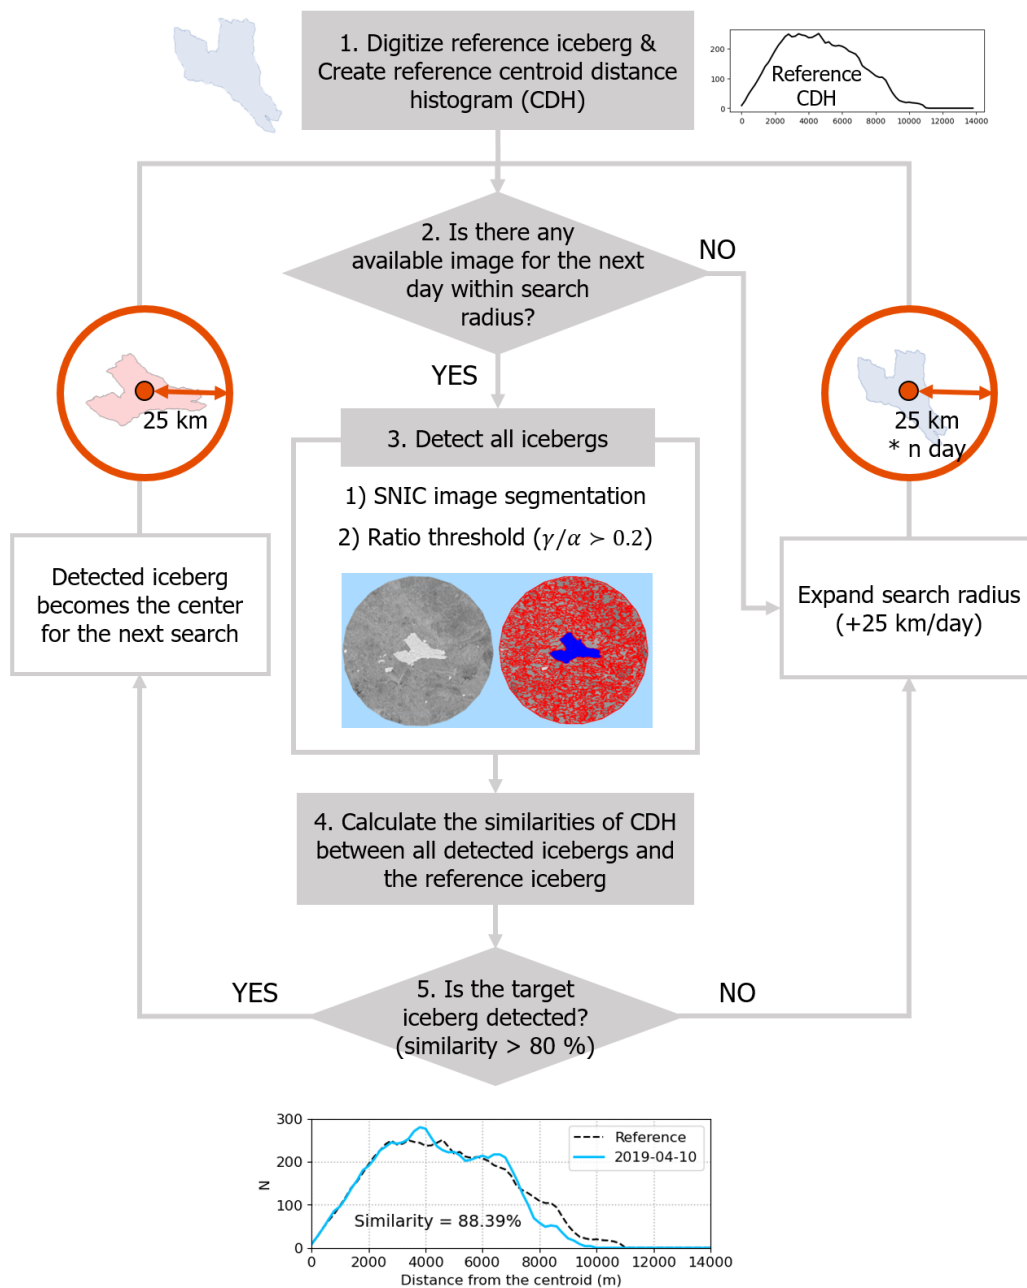 1. Digitize reference iceberg &
Create reference centroid distance
histogram (CDH)
200
100
0
Reference
CDH
0 2000 4000 6000 8000 10000 12000 14000
2. Is there any
available image for the next
day within search
radius?
NO
YES
25 km
25 km
* n day
3. Detect all icebergs
1) SNIC image segmentation
2) Ratio threshold (γ/α > 0.2)
Detected iceberg
becomes the center
for the next search
Expand search radius
(+25 km/day)
4. Calculate the similarities of CDH
between all detected icebergs and
the reference iceberg
YES
NO
5. Is the target
iceberg detected?
(similarity > 80 %)
300
200
100
0
N
Reference
2019-04-10
Similarity = 88.39%
0 2000 4000 6000 8000 10000 12000 14000
Distance from the centroid (m)